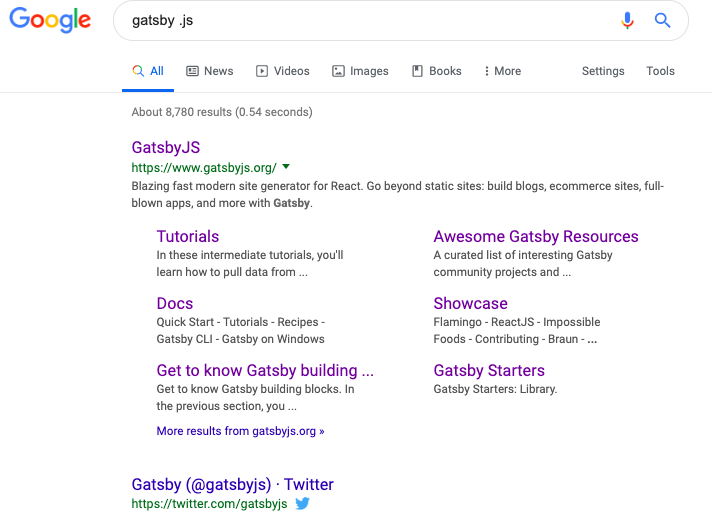 Google
gatsby .js
All News Videos Images Books More Settings Tools
About 8,780 results (0.54 seconds)
GatsbyJS
https://www.gatsbyjs.org/
Blazing fast modern site generator for React. Go beyond static sites: build blogs, ecommerce sites, full-
blown apps, and more with Gatsby.
Tutorials
In these intermediate tutorials, you'll
learn how to pull data from ...
Awesome Gatsby Resources
A curated list of interesting Gatsby
community projects and ...
Docs
Quick Start - Tutorials - Recipes -
Gatsby CLI - Gatsby on Windows
Showcase
Flamingo - ReactJS - Impossible
Foods - Contributing - Braun - ...
Get to know Gatsby building ...
Get to know Gatsby building blocks. In
the previous section, you ...
Gatsby Starters
Gatsby Starters: Library.
More results from gatsbyjs.org »
Gatsby (@gatsbyjs) · Twitter
https://twitter.com/gatsbyjs